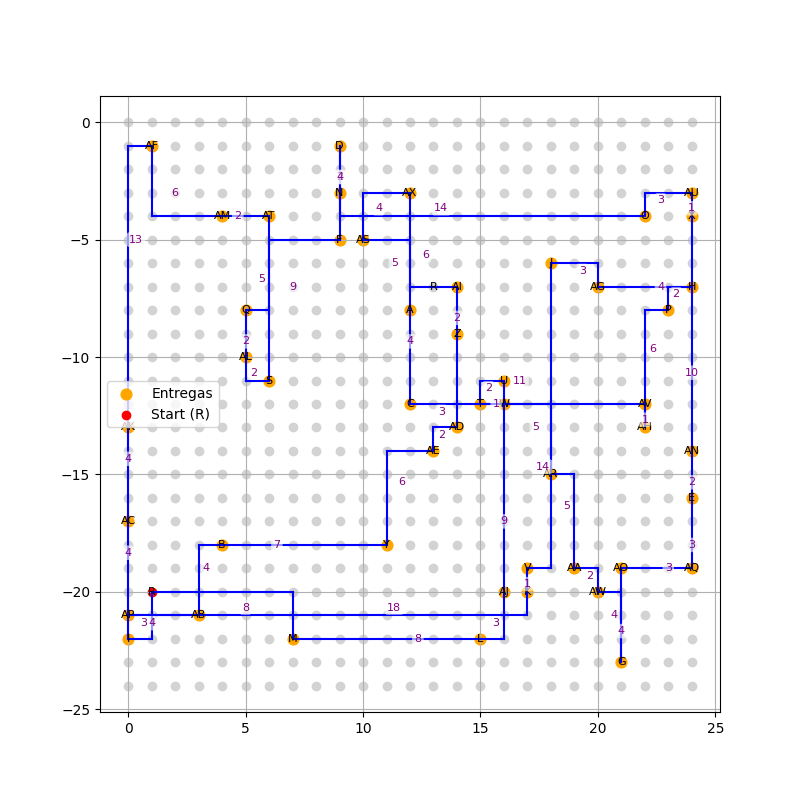 0
AF
D
4
6
N
AX
AU
3
4
14
1
AM
2
AT
O
13
F
AS
6
5
3
5
9
R
AI
AG
4
H
2
Q
A
2
P
2
4
Z
6
−5
−10
AL
2
S
2
U
11
10
Entregas
Start (R)
C
3
T
1
W
AV
1
AH
2
AD
5
4
AE
14
AN
6
5
2
E
AC
9
4
B
7
Y
3
4
V
AA
2
AO
3
AQ
1
−15
−20
R
AJ
AW
AP
3
4
AB
8
18
3
4
4
M
8
L
G
−25
0
5
10
15
20
25